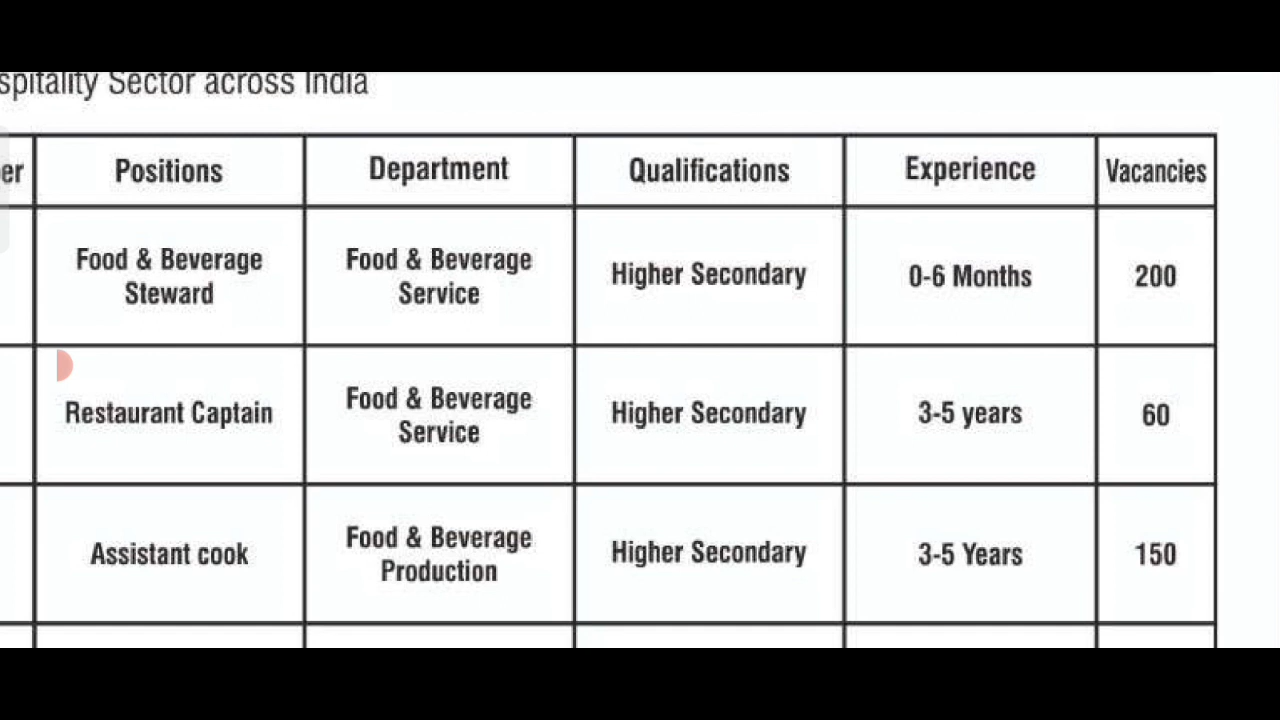 spitality Sector across India
er Positions Department Qualifications Experience Vacancies
Food & Beverage
Steward
Food & Beverage
Service
Higher Secondary
0-6 Months
200
Restaurant Captain
Food & Beverage
Service
Higher Secondary
3-5 years
60
Assistant cook
Food & Beverage
Production
Higher Secondary
3-5 Years
150